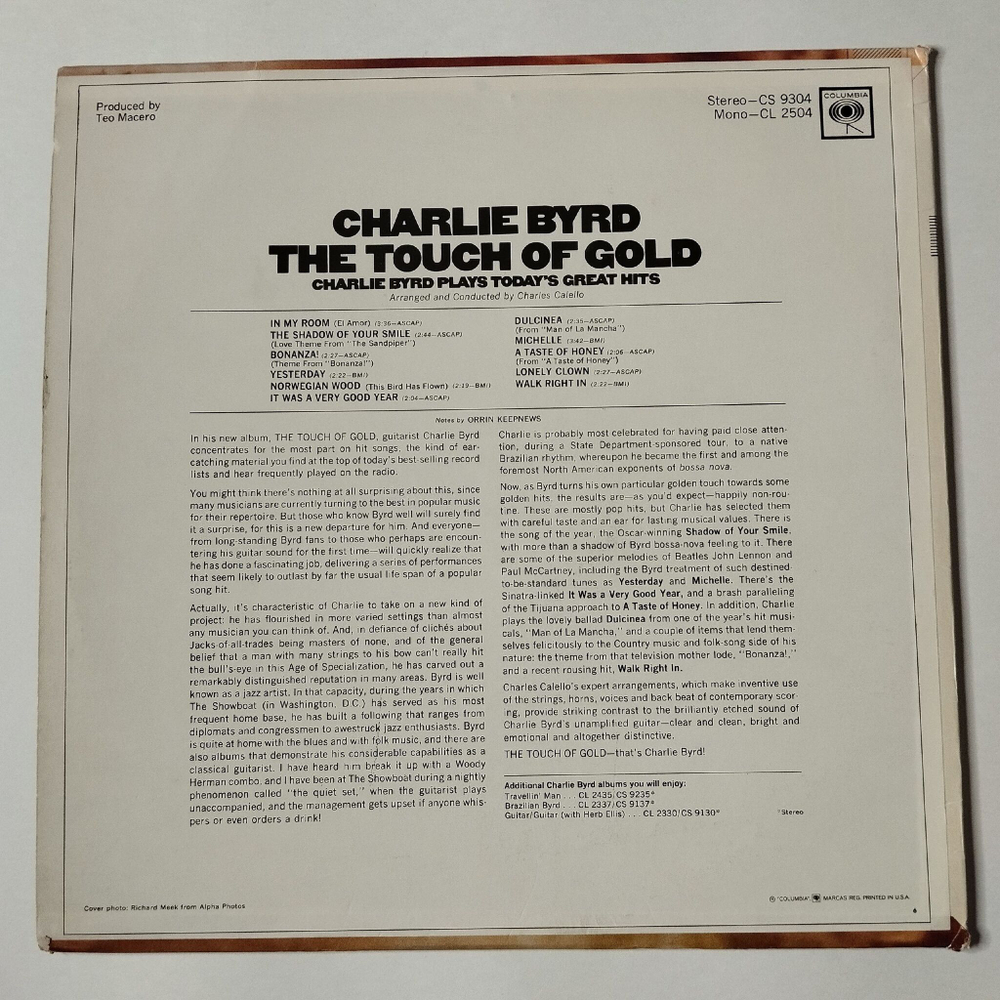 Produced by
Teo Macero
Stereo—CS 9304
Mono—CL 2504
COLUMBIA
CHARLIE BYRD
THE TOUCH OF GOLD
CHARLIE BYRD PLAYS TODAY'S GREAT HITS
Arranged and Conducted by Charles Calello
IN MY ROOM (El Amor) (3:36—ASCAP)
THE SHADOW OF YOUR SMILE (2:44—ASCAP)
(Love Theme From "The Sandpiper")
BONANZA! (2:27—ASCAP)
(Theme From "Bonanza!")
YESTERDAY (2:22—BMI)
NORWEGIAN WOOD (This Bird Has Flown) (2:19—BMI)
IT WAS A VERY GOOD YEAR (2:04—ASCAP)
DULCINEA (2:35—ASCAP)
(From "Man of La Mancha")
MICHELLE (3:42—BMI)
A TASTE OF HONEY (2:06—ASCAP)
(From "A Taste of Honey")
LONELY CLOWN (2:27—ASCAP)
WALK RIGHT IN (2:22—BMI)
Notes by ORRIN KEEPNEWS
In his new album, THE TOUCH OF GOLD, guitarist Charlie Byrd
concentrates for the most part on hit songs: the kind of ear-
catching material you find at the top of today's best-selling record
lists and hear frequently played on the radio.
You might think there's nothing at all surprising about this, since
many musicians are currently turning to the best in popular music
for their repertoire. But those who know Byrd well will surely find
it a surprise, for this is a new departure for him. And everyone—
from long-standing Byrd fans to those who perhaps are encoun-
tering his guitar sound for the first time—will quickly realize that
he has done a fascinating job, delivering a series of performances
that seem likely to outlast by far the usual life span of a popular
song hit.
Actually, it's characteristic of Charlie to take on a new kind of
project: he has flourished in more varied settings than almost
any musician you can think of. And, in defiance of clichés about
Jacks-of-all-trades being masters of none, and of the general
belief that a man with many strings to his bow can't really hit
the bull's-eye in this Age of Specialization, he has carved out a
remarkably distinguished reputation in many areas. Byrd is well
known as a jazz artist. In that capacity, during the years in which
The Showboat (in Washington, D.C.) has served as his most
frequent home base, he has built a following that ranges from
diplomats and congressmen to awestruck jazz enthusiasts. Byrd
is quite at home with the blues and with folk music, and there are
also albums that demonstrate his considerable capabilities as a
classical guitarist. I have heard him break it up with a Woody
Herman combo, and I have been at The Showboat during a nightly
phenomenon called "the quiet set," when the guitarist plays
unaccompanied, and the management gets upset if anyone whis-
pers or even orders a drink!
Charlie is probably most celebrated for having paid close atten-
tion, during a State Department-sponsored tour, to a native
Brazilian rhythm, whereupon he became the first and among the
foremost North American exponents of bossa nova.
Now, as Byrd turns his own particular golden touch towards some
golden hits, the results are—as you'd expect—happily non-rou-
tine. These are mostly pop hits, but Charlie has selected them
with careful taste and an ear for lasting musical values. There is
the song of the year, the Oscar-winning Shadow of Your Smile,
with more than a shadow of Byrd bossa-nova feeling to it. There
are some of the superior melodies of Beatles John Lennon and
Paul McCartney, including the Byrd treatment of such destined-
to-be-standard tunes as Yesterday and Michelle. There's the
Sinatra-linked It Was a Very Good Year, and a brash paralleling
of the Tijuana approach to A Taste of Honey. In addition, Charlie
plays the lovely ballad Dulcinea from one of the year's hit musi-
cals, "Man of La Mancha," and a couple of items that lend them-
selves felicitously to the Country music and folk-song side of his
nature: the theme from that television mother lode, "Bonanza!,"
and a recent rousing hit, Walk Right In.
Charles Calello's expert arrangements, which make inventive use
of the strings, horns, voices and back beat of contemporary scor-
ing, provide striking contrast to the brilliantly etched sound of
Charlie Byrd's unamplified guitar—clear and clean, bright and
emotional and altogether distinctive.
THE TOUCH OF GOLD—that's Charlie Byrd!
Additional Charlie Byrd albums you will enjoy:
Travellin' Man . . . CL 2435/CS 9235*
Brazilian Byrd . . . CL 2337/CS 9137*
Guitar/Guitar (with Herb Ellis) . . . CL 2330/CS 9130*
*Stereo
Cover photo: Richard Meek from Alpha Photos
® "COLUMBIA", MARCAS REG. PRINTED IN U.S.A.
6